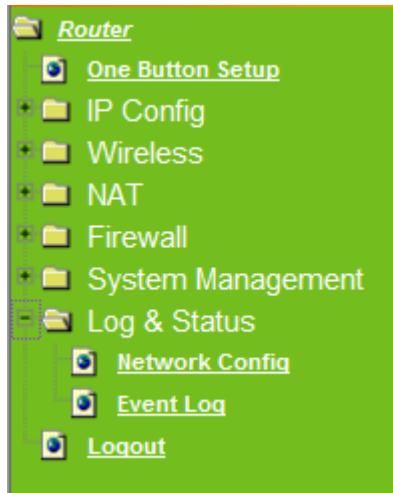 Router
One Button Setup
IP Config
Wireless
NAT
Firewall
System Management
Log & Status
Network Config
Event Log
Logout